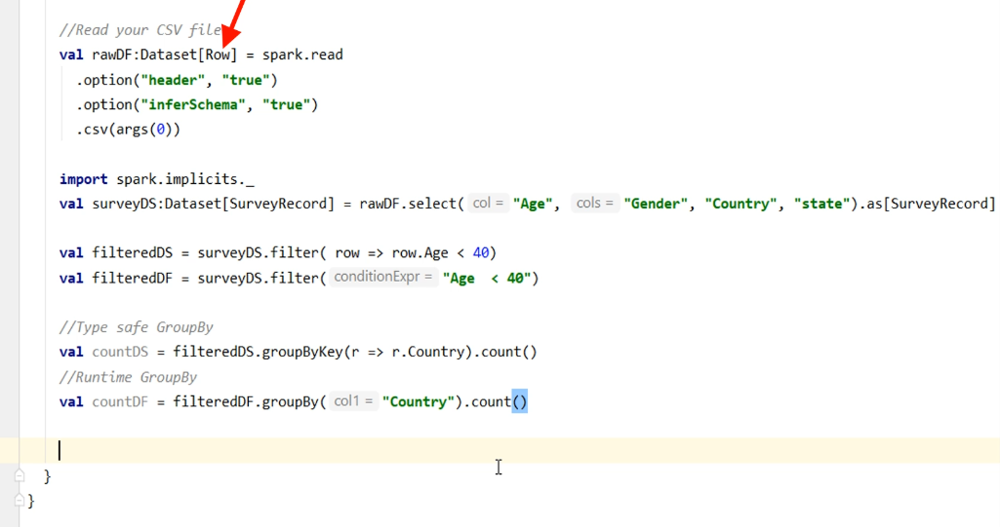 //Read your CSV file
val rawDF:Dataset[Row] = spark.read
.option("header", "true")
.option("inferSchema", "true")
.csv(args(0))
import spark.implicits._
val surveyDS:Dataset[SurveyRecord] = rawDF.select( col = "Age", cols = "Gender", "Country", "state").as[SurveyRecord]
val filteredDS = surveyDS.filter( row => row.Age < 40)
val filteredDF = surveyDS.filter( conditionExpr = "Age  < 40")
//Type safe GroupBy
val countDS = filteredDS.groupByKey(r => r.Country).count()
//Runtime GroupBy
val countDF = filteredDF.groupBy( col1 = "Country").count()
}
}